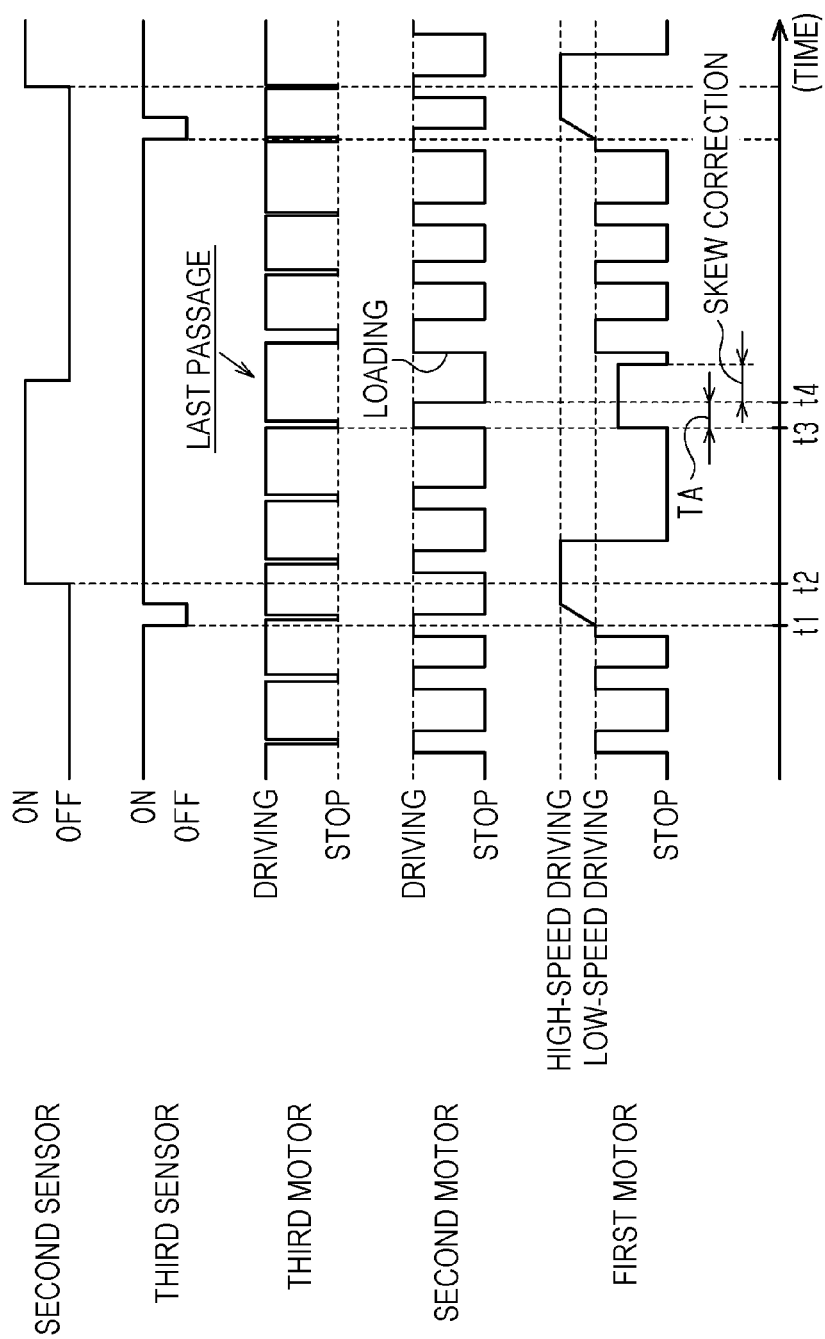 SECOND SENSOR
ON
OFF
THIRD SENSOR
ON
OFF
THIRD MOTOR
DRIVING
STOP
LAST PASSAGE
SECOND MOTOR
DRIVING
STOP
LOADING
FIRST MOTOR
HIGH-SPEED DRIVING
LOW-SPEED DRIVING
STOP
TA
SKEW CORRECTION
t1
t2
t3
t4
(TIME)